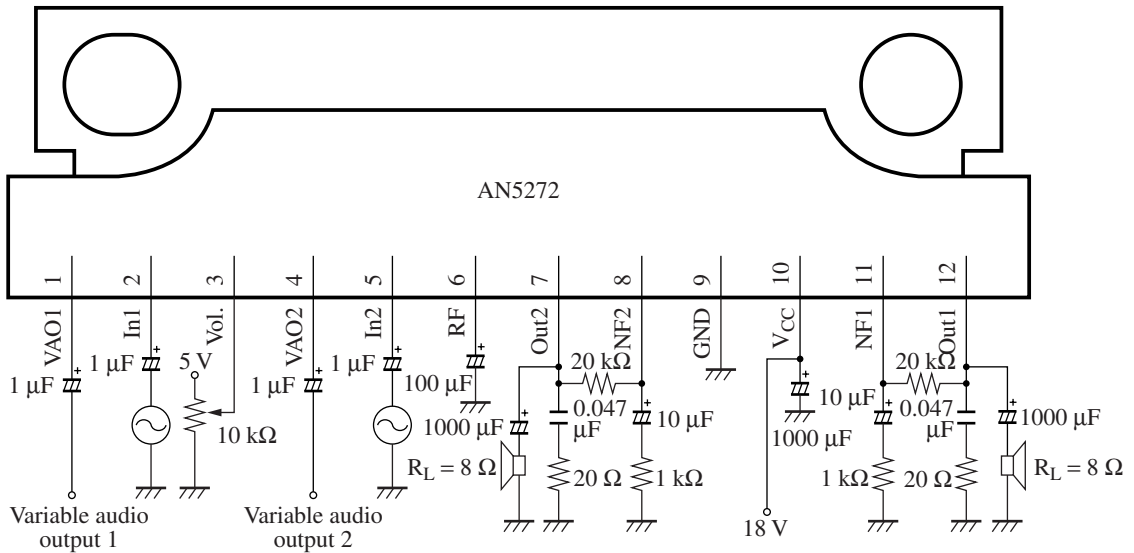 AN5272
1
2
3
4
5
6
7
8
9
10
11
12
VAO1
In1
Vol.
VAO2
In2
RF
Out2
NF2
GND
VCC
NF1
Out1
1 μF
1 μF
5 V
10 kΩ
1 μF
1 μF
100 μF
1000 μF
RL = 8 Ω
20 kΩ
0.047
μF
20 Ω
10 μF
1 kΩ
1000 μF
18 V
10 μF
1 kΩ
20 kΩ
0.047
μF
20 Ω
1000 μF
RL = 8 Ω
Variable audio
output 1
Variable audio
output 2